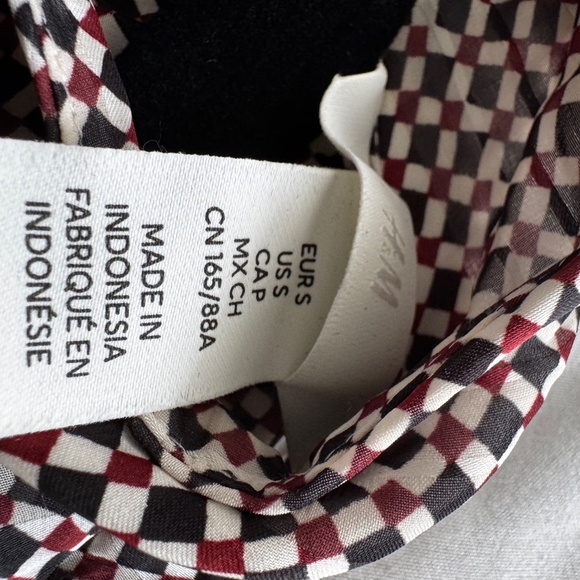 H&M
EUR S
US S
CA P
MX CH
CN 165/88A
MADE IN
INDONESIA
FABRIQUÉ EN
INDONÉSIE